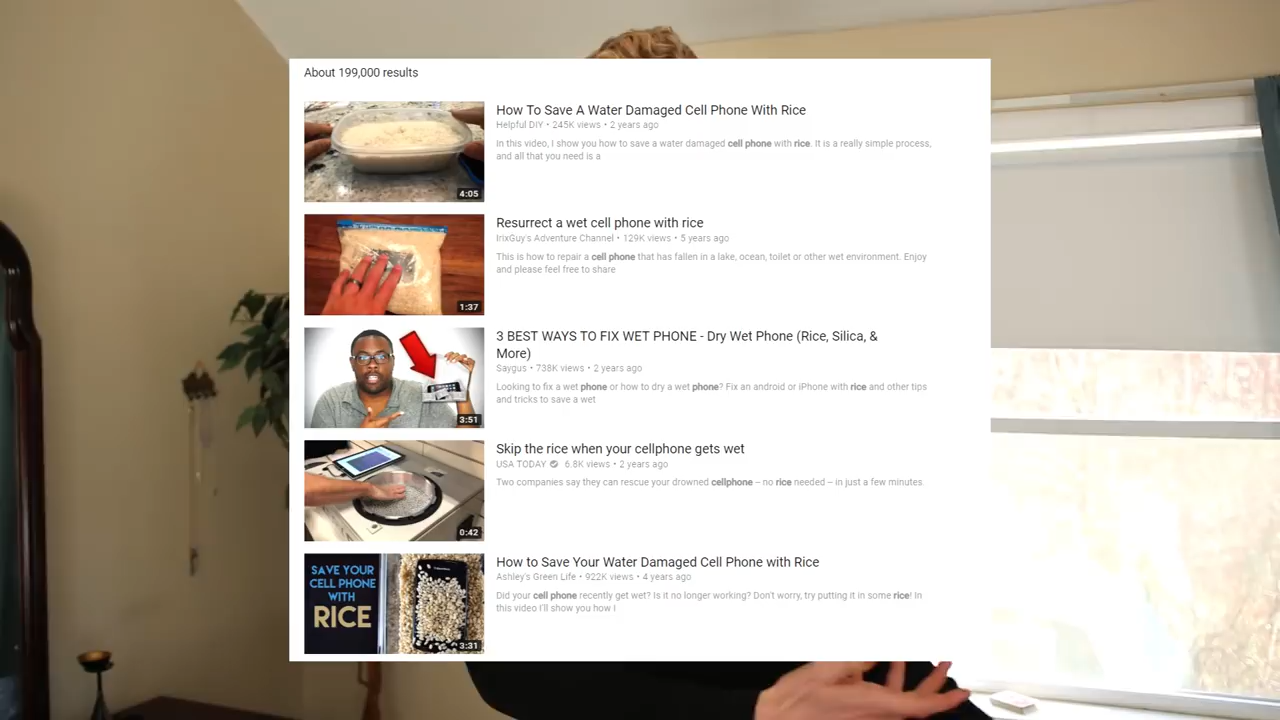 About 199,000 results
How To Save A Water Damaged Cell Phone With Rice
Helpful DIY • 245K views • 2 years ago
In this video, I show you how to save a water damaged cell phone with rice. It is a really simple process,
and all that you need is a
4:05
Resurrect a wet cell phone with rice
IrixGuy's Adventure Channel • 129K views • 5 years ago
This is how to repair a cell phone that has fallen in a lake, ocean, toilet or other wet environment. Enjoy
and please feel free to share
1:37
3 BEST WAYS TO FIX WET PHONE - Dry Wet Phone (Rice, Silica, &
More)
Saygus • 738K views • 2 years ago
Looking to fix a wet phone or how to dry a wet phone? Fix an android or iPhone with rice and other tips
and tricks to save a wet
3:51
Skip the rice when your cellphone gets wet
USA TODAY 6.8K views • 2 years ago
Two companies say they can rescue your drowned cellphone -- no rice needed -- in just a few minutes.
0:42
SAVE YOUR
CELL PHONE
WITH
RICE
3:31
How to Save Your Water Damaged Cell Phone with Rice
Ashley's Green Life • 922K views • 4 years ago
Did your cell phone recently get wet? Is it no longer working? Don't worry, try putting it in some rice! In
this video I'll show you how I